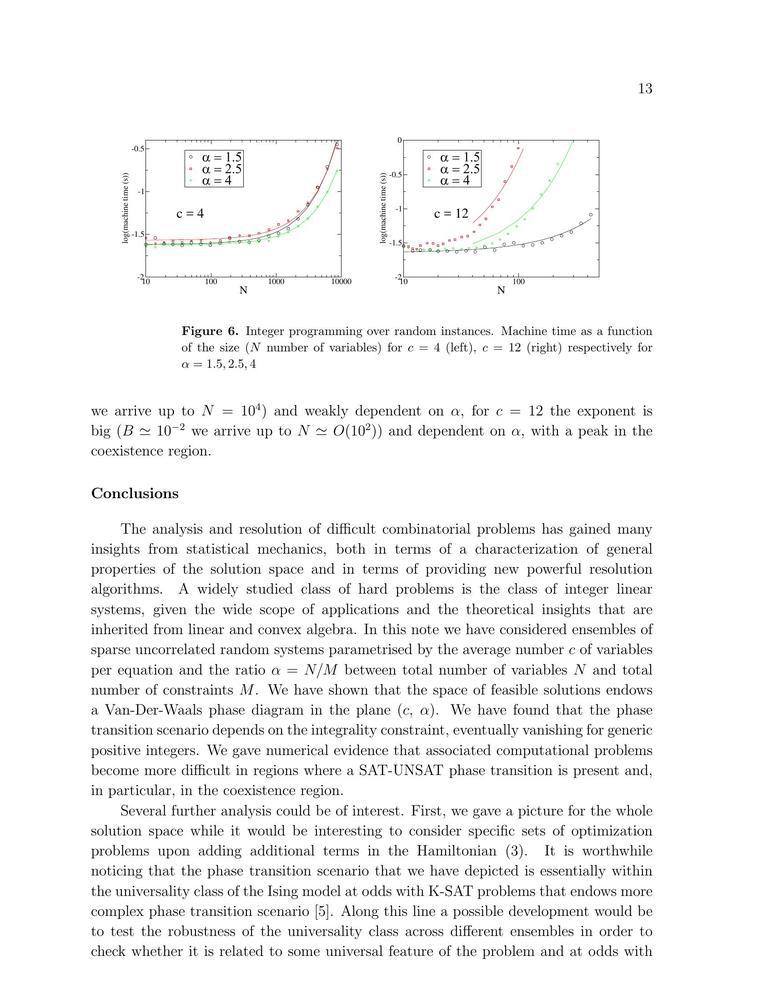 13
-0.5
-1
-1.5
-2
log(machine time (s))
α = 1.5
α = 2.5
α = 4
c = 4
10 100 1000 10000
N
0
-0.5
-1
-1.5
-2
log(machine time (s))
α = 1.5
α = 2.5
α = 4
c = 12
10 100
N
Figure 6. Integer programming over random instances. Machine time as a function
of the size (N number of variables) for c = 4 (left), c = 12 (right) respectively for
α = 1.5, 2.5, 4
we arrive up to N = 10⁴) and weakly dependent on α, for c = 12 the exponent is
big (B ≃ 10⁻² we arrive up to N ≃ O(10²)) and dependent on α, with a peak in the
coexistence region.
Conclusions
The analysis and resolution of difficult combinatorial problems has gained many
insights from statistical mechanics, both in terms of a characterization of general
properties of the solution space and in terms of providing new powerful resolution
algorithms. A widely studied class of hard problems is the class of integer linear
systems, given the wide scope of applications and the theoretical insights that are
inherited from linear and convex algebra. In this note we have considered ensembles of
sparse uncorrelated random systems parametrised by the average number c of variables
per equation and the ratio α = N/M between total number of variables N and total
number of constraints M. We have shown that the space of feasible solutions endows
a Van-Der-Waals phase diagram in the plane (c, α). We have found that the phase
transition scenario depends on the integrality constraint, eventually vanishing for generic
positive integers. We gave numerical evidence that associated computational problems
become more difficult in regions where a SAT-UNSAT phase transition is present and,
in particular, in the coexistence region.
Several further analysis could be of interest. First, we gave a picture for the whole
solution space while it would be interesting to consider specific sets of optimization
problems upon adding additional terms in the Hamiltonian (3). It is worthwhile
noticing that the phase transition scenario that we have depicted is essentially within
the universality class of the Ising model at odds with K-SAT problems that endows more
complex phase transition scenario [5]. Along this line a possible development would be
to test the robustness of the universality class across different ensembles in order to
check whether it is related to some universal feature of the problem and at odds with